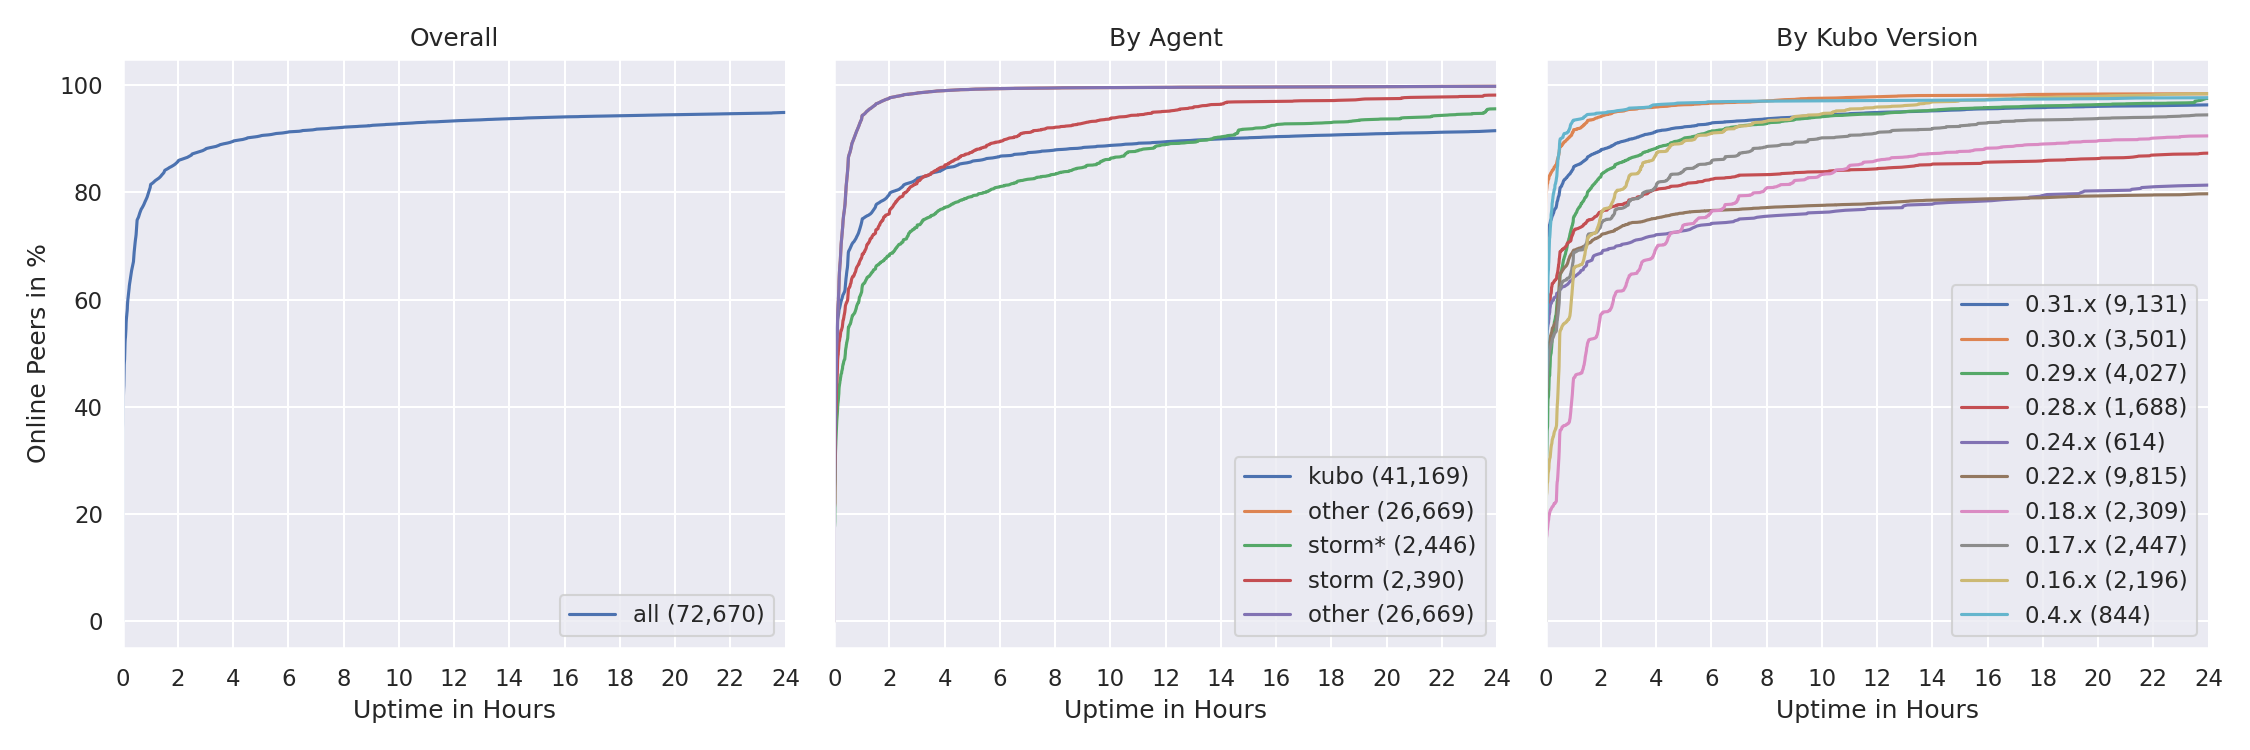 Overall
By Agent
By Kubo Version
Online Peers in %
100
80
60
40
20
0
all (72,670)
kubo (41,169)
other (26,669)
storm* (2,446)
storm (2,390)
other (26,669)
0.31.x (9,131)
0.30.x (3,501)
0.29.x (4,027)
0.28.x (1,688)
0.24.x (614)
0.22.x (9,815)
0.18.x (2,309)
0.17.x (2,447)
0.16.x (2,196)
0.4.x (844)
0 2 4 6 8 10 12 14 16 18 20 22 24
0 2 4 6 8 10 12 14 16 18 20 22 24
0 2 4 6 8 10 12 14 16 18 20 22 24
Uptime in Hours
Uptime in Hours
Uptime in Hours